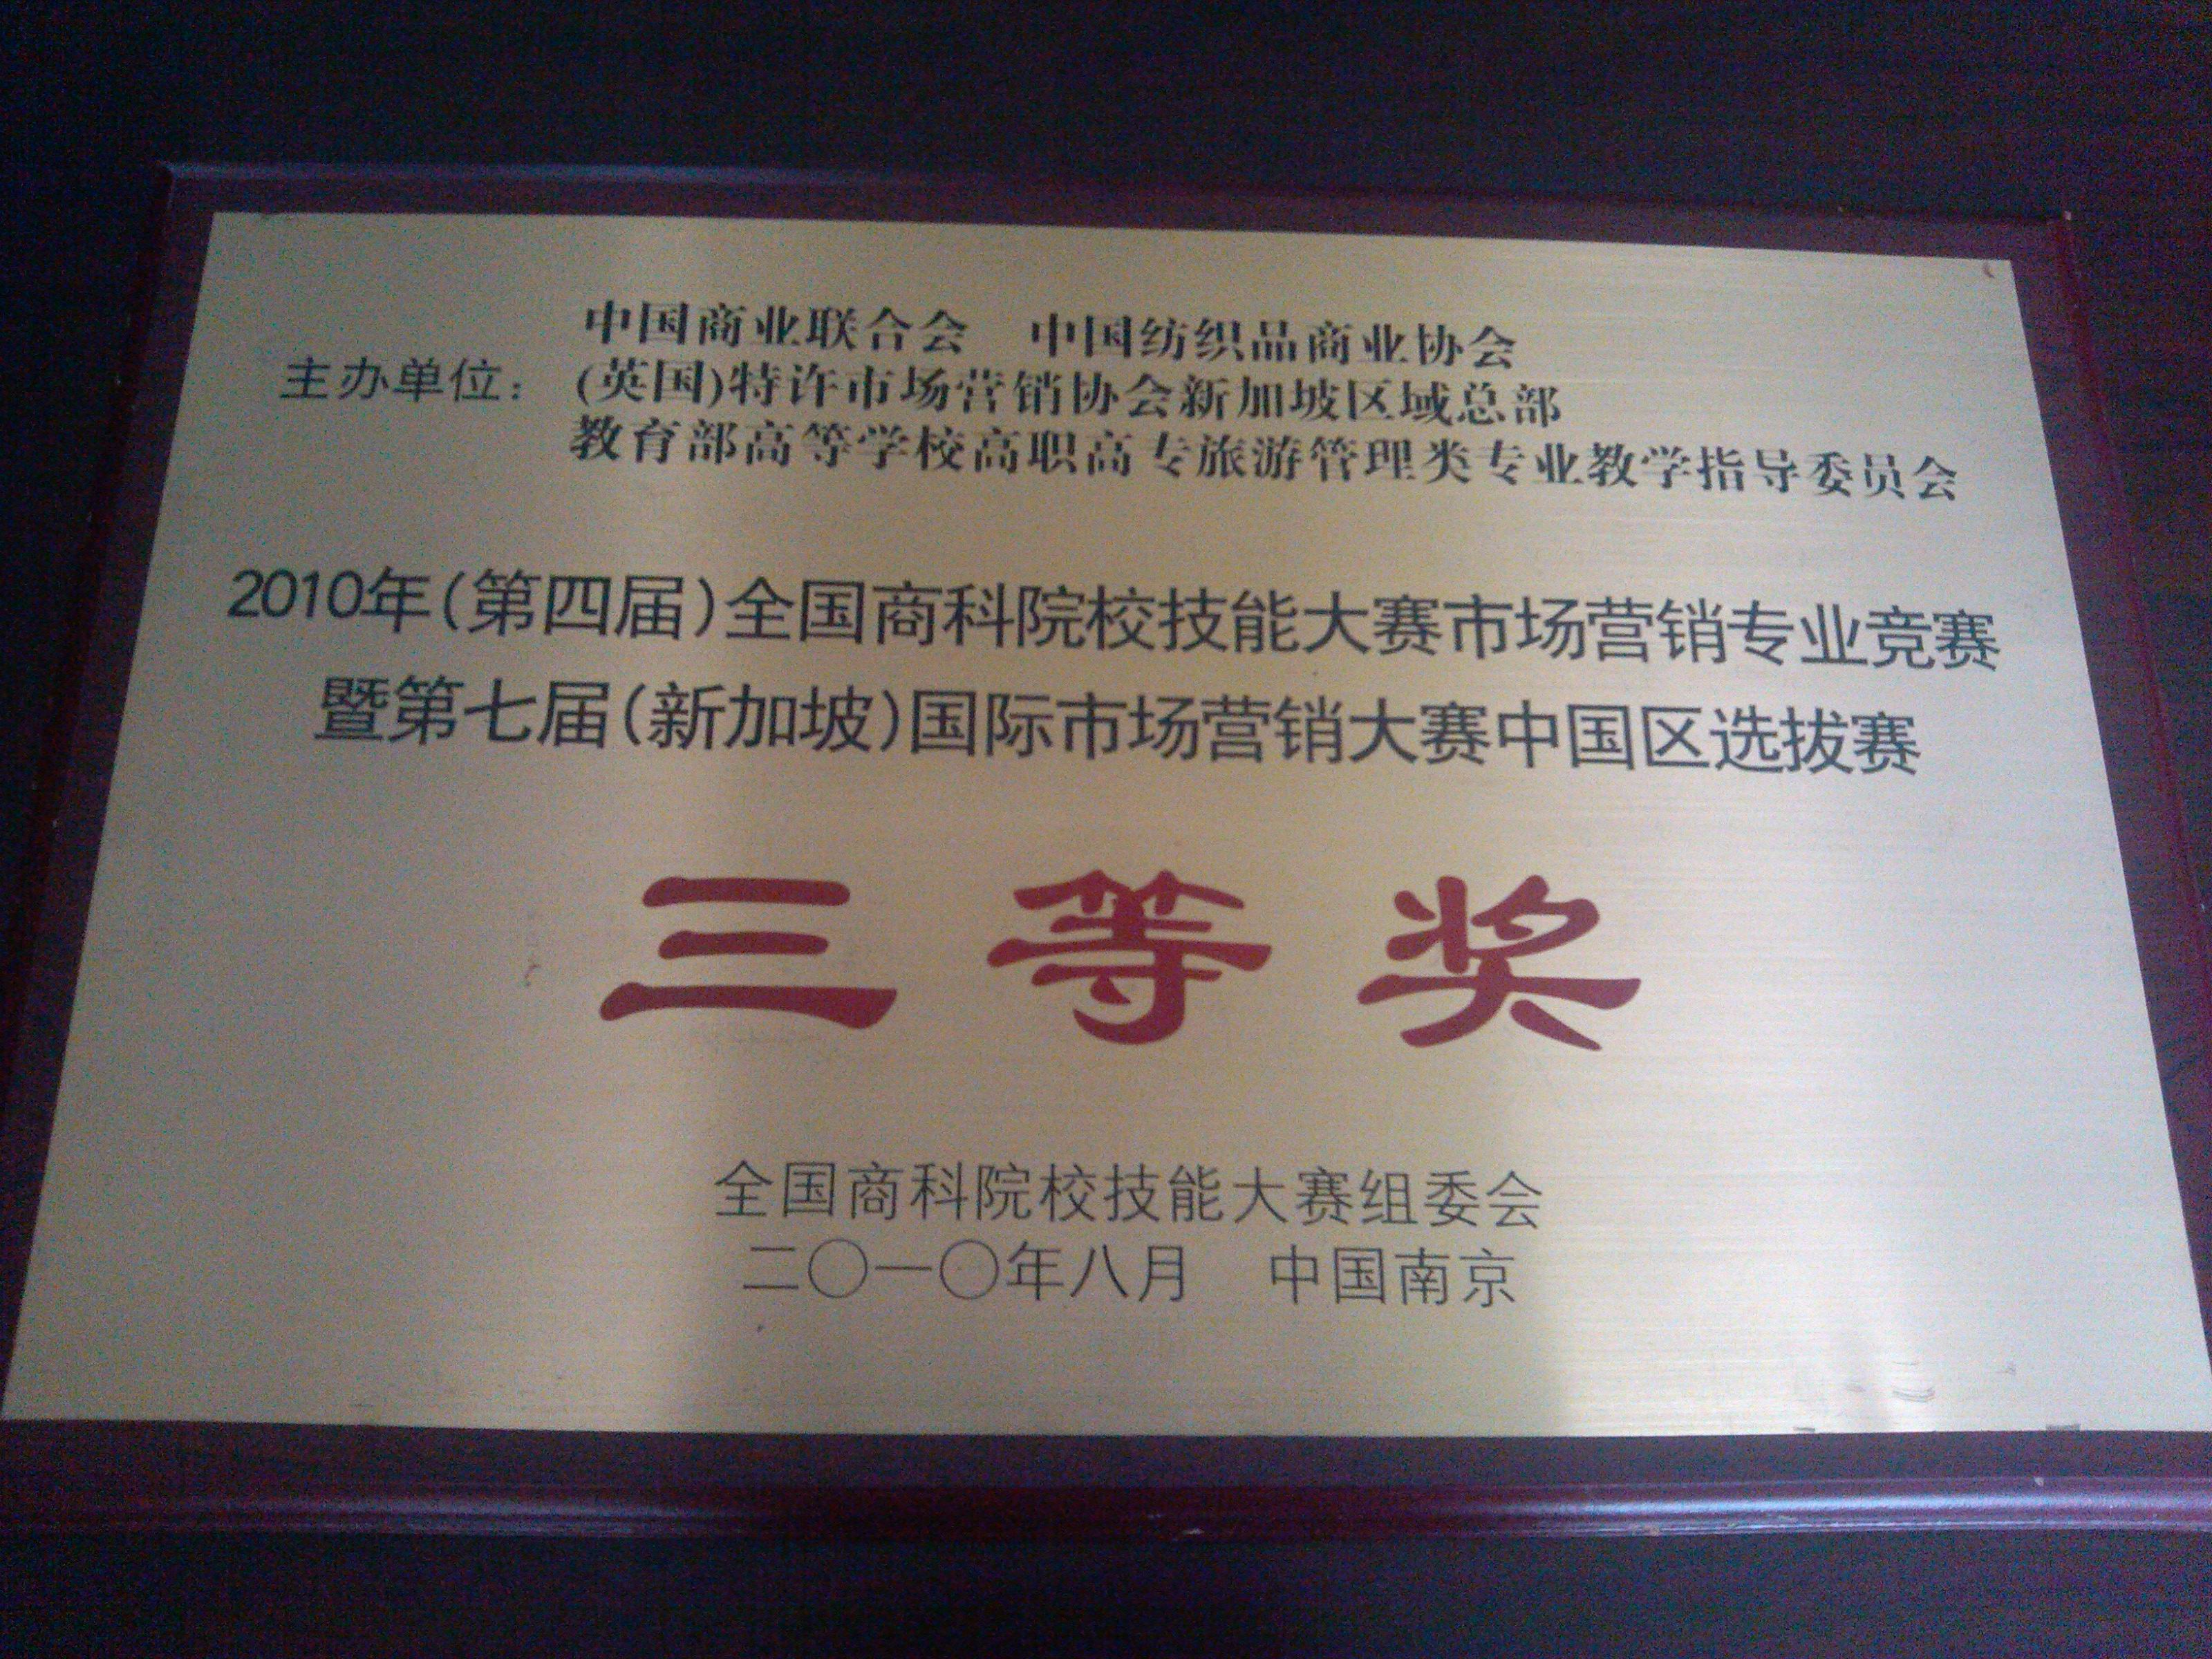 中国商业联合会 中国纺织品商业协会
主办单位：(英国)特许市场营销协会新加坡区域总部
教育部高等学校高职高专旅游管理类专业教学指导委员会
2010年(第四届)全国商科院校技能大赛市场营销专业竞赛
暨第七届(新加坡)国际市场营销大赛中国区选拔赛
三等奖
全国商科院校技能大赛组委会
二〇一〇年八月 中国南京